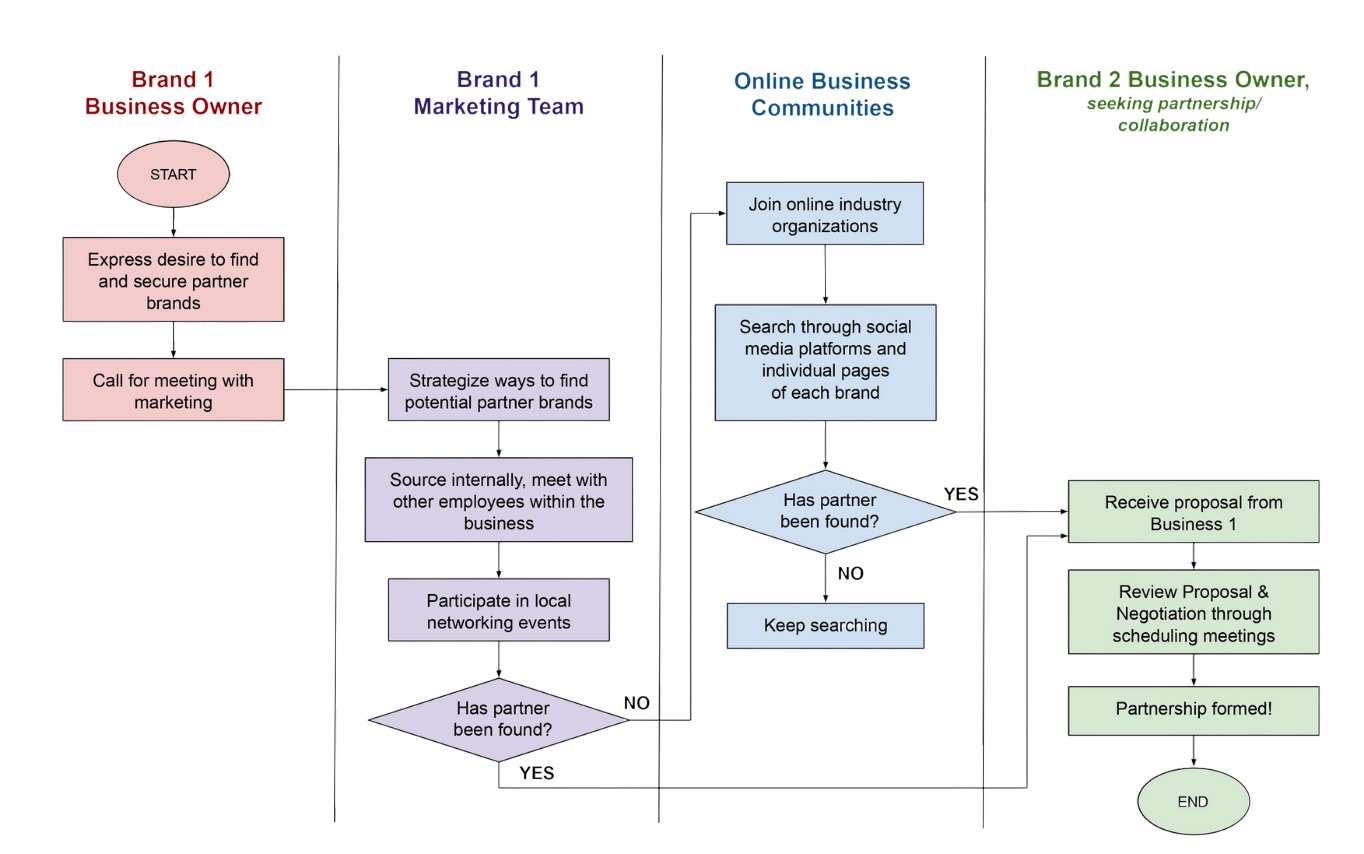 Brand 1
Business Owner
START
Express desire to find
and secure partner
brands
Call for meeting with
marketing
Brand 1
Marketing Team
Strategize ways to find
potential partner brands
Source internally, meet with
other employees within the
business
Participate in local
networking events
Has partner
been found?
NO
YES
Online Business
Communities
Join online industry
organizations
Search through social
media platforms and
individual pages
of each brand
Has partner
been found?
YES
NO
Keep searching
Brand 2 Business Owner,
seeking partnership/
collaboration
Receive proposal from
Business 1
Review Proposal &
Negotiation through
scheduling meetings
Partnership formed!
END